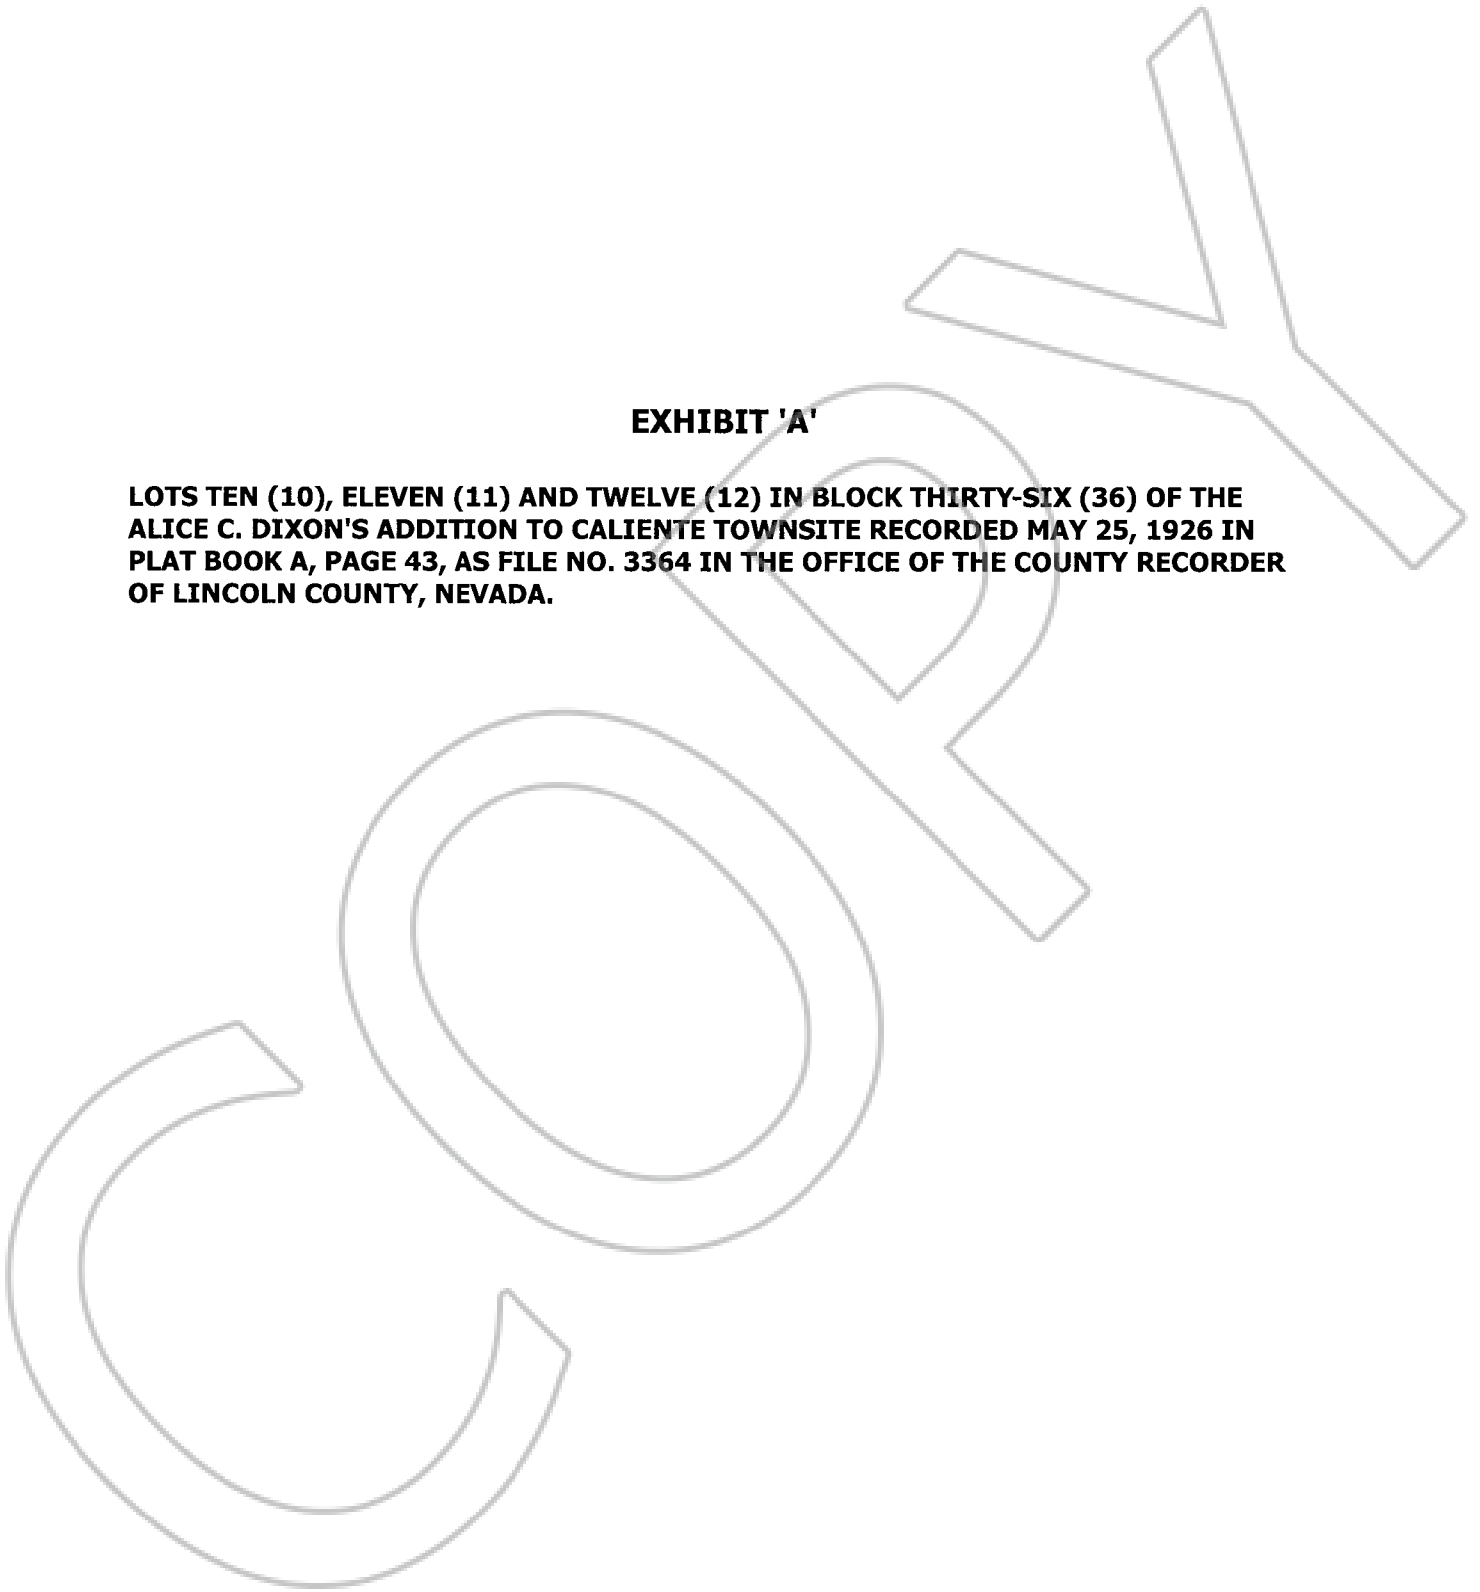 EXHIBIT 'A'
LOTS TEN (10), ELEVEN (11) AND TWELVE (12) IN BLOCK THIRTY-SIX (36) OF THE
ALICE C. DIXON'S ADDITION TO CALIENTE TOWNSITE RECORDED MAY 25, 1926 IN
PLAT BOOK A, PAGE 43, AS FILE NO. 3364 IN THE OFFICE OF THE COUNTY RECORDER
OF LINCOLN COUNTY, NEVADA.
COPY